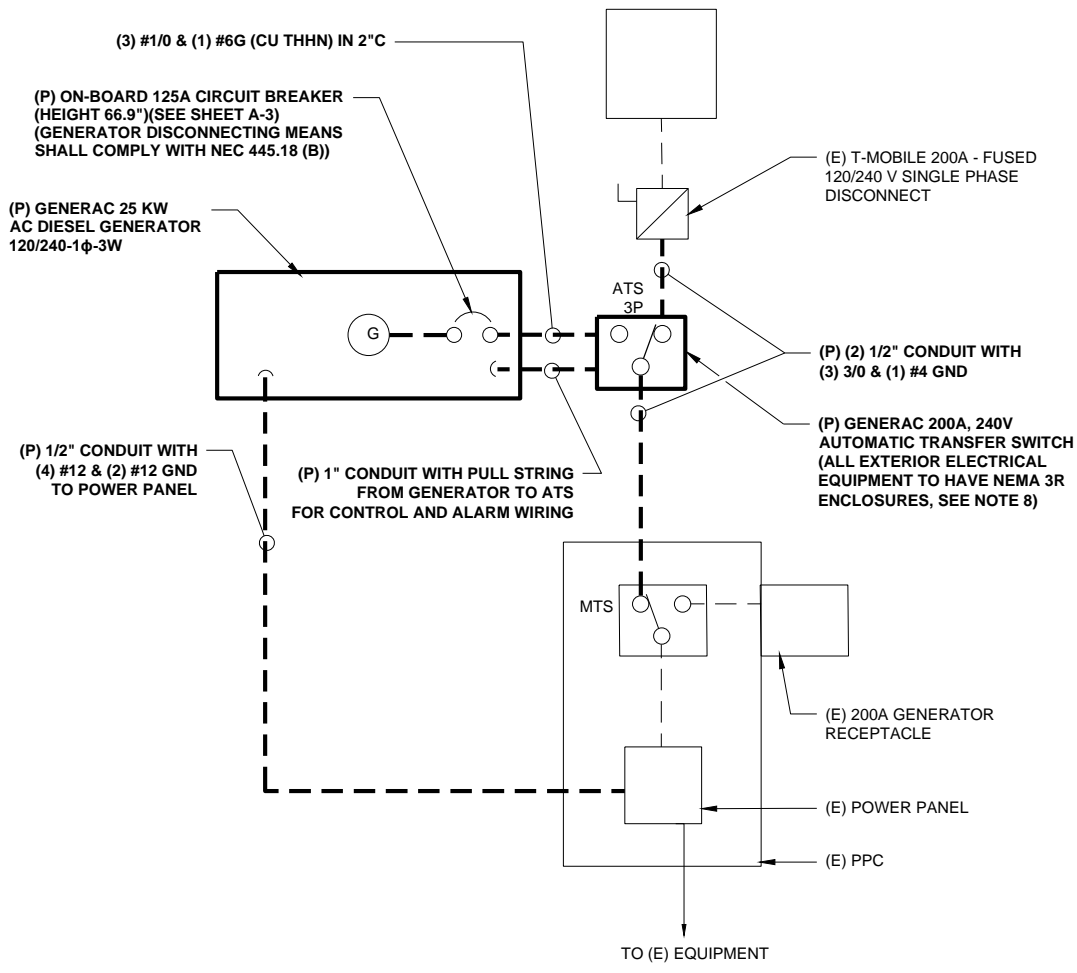 (3) #1/0 & (1) #6G (CU THHN) IN 2"C
(P) ON-BOARD 125A CIRCUIT BREAKER
(HEIGHT 66.9")(SEE SHEET A-3)
(GENERATOR DISCONNECTING MEANS
SHALL COMPLY WITH NEC 445.18 (B))
(E) T-MOBILE 200A - FUSED
120/240 V SINGLE PHASE
DISCONNECT
(P) GENERAC 25 KW
AC DIESEL GENERATOR
120/240-1ϕ-3W
ATS
3P
G
(P) (2) 1/2" CONDUIT WITH
(3) 3/0 & (1) #4 GND
(P) GENERAC 200A, 240V
AUTOMATIC TRANSFER SWITCH
(ALL EXTERIOR ELECTRICAL
EQUIPMENT TO HAVE NEMA 3R
ENCLOSURES, SEE NOTE 8)
(P) 1/2" CONDUIT WITH
(4) #12 & (2) #12 GND
TO POWER PANEL
(P) 1" CONDUIT WITH PULL STRING
FROM GENERATOR TO ATS
FOR CONTROL AND ALARM WIRING
MTS
(E) 200A GENERATOR
RECEPTACLE
(E) POWER PANEL
(E) PPC
TO (E) EQUIPMENT